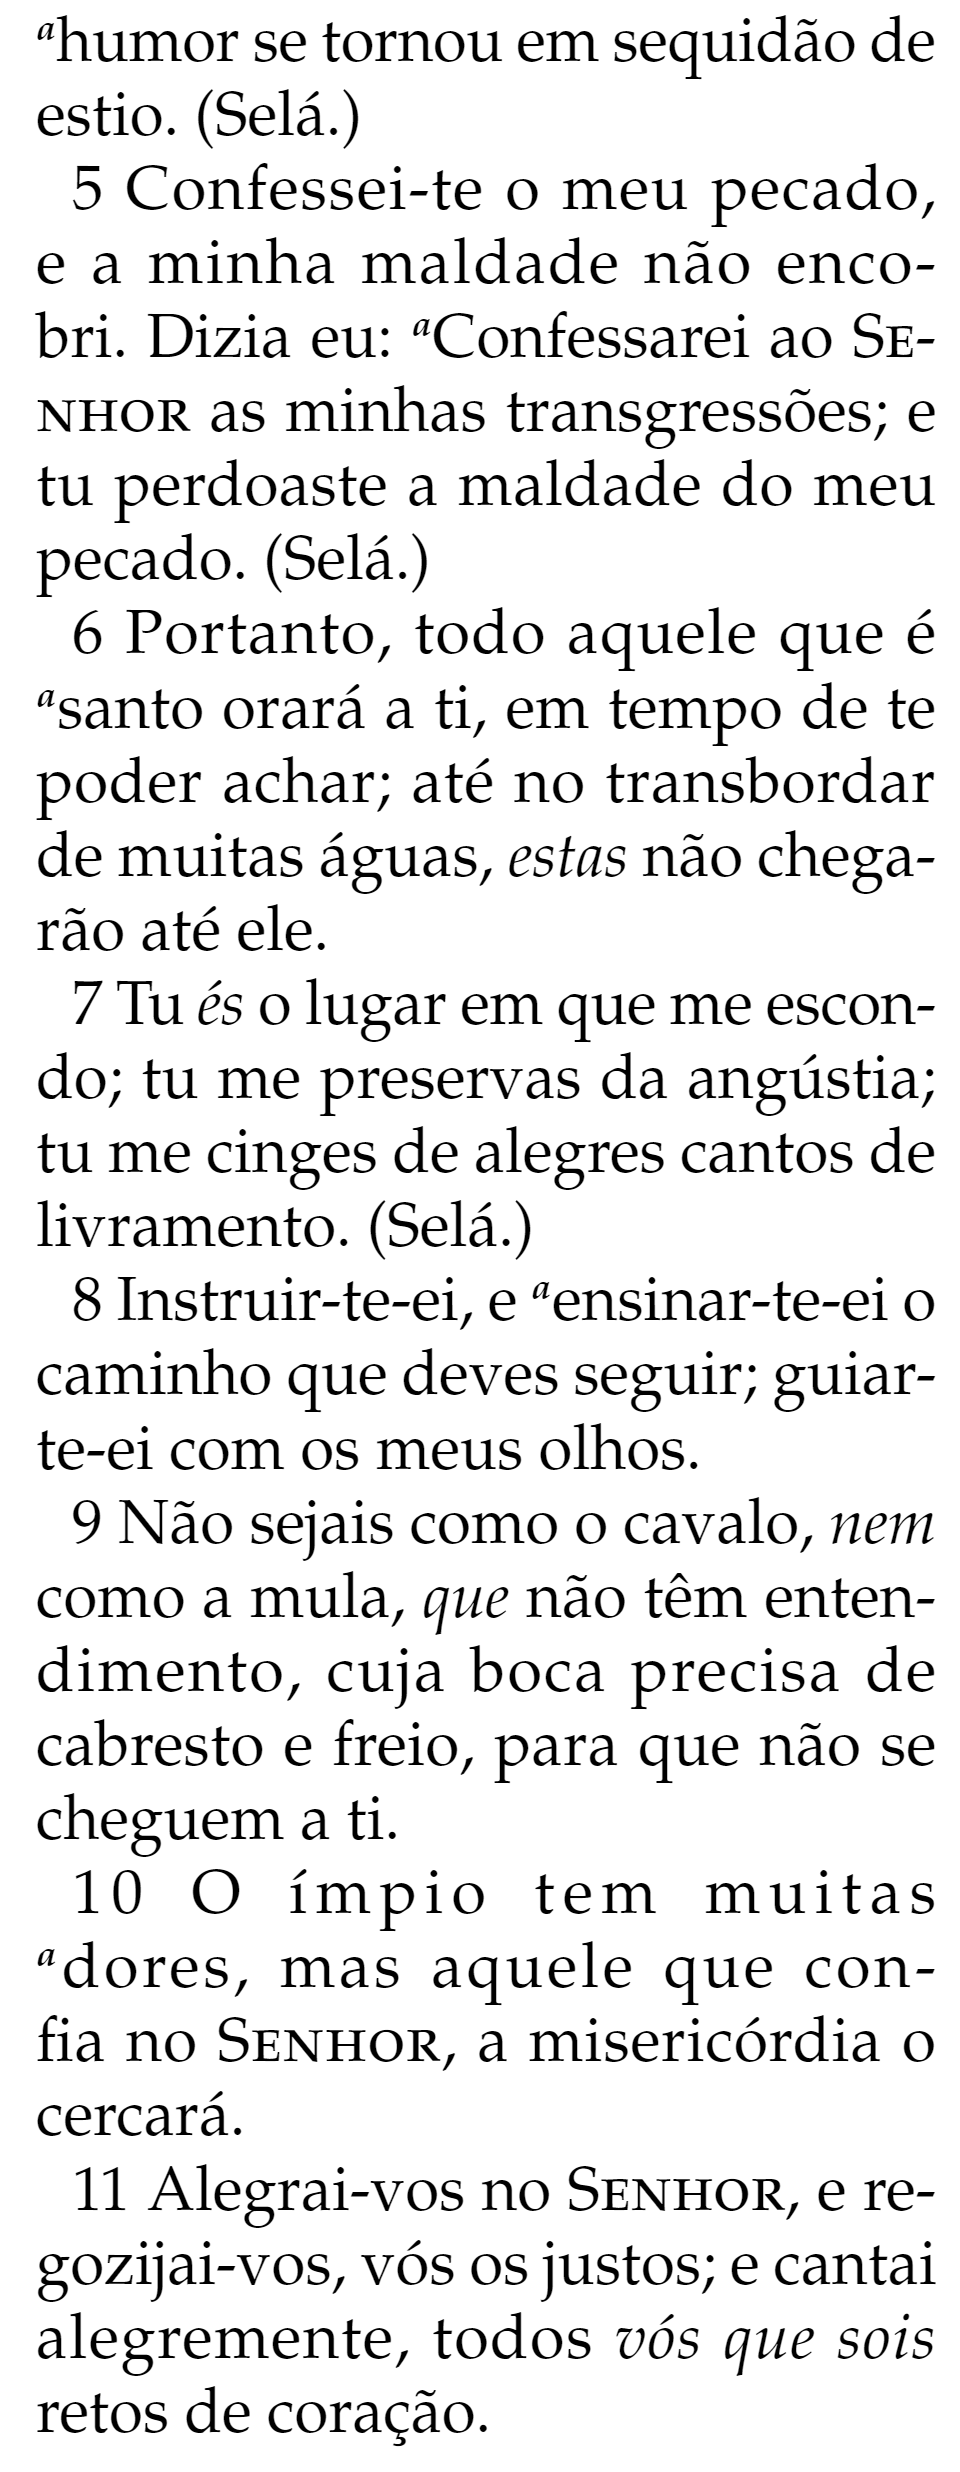 ᵃhumor se tornou em sequidão de
estio. (Selá.)
5 Confessei-te o meu pecado,
e a minha maldade não enco-
bri. Dizia eu: ᵃConfessarei ao SE-
NHOR as minhas transgressões; e
tu perdoaste a maldade do meu
pecado. (Selá.)
6 Portanto, todo aquele que é
ᵃsanto orará a ti, em tempo de te
poder achar; até no transbordar
de muitas águas, estas não chega-
rão até ele.
7 Tu és o lugar em que me escon-
do; tu me preservas da angústia;
tu me cinges de alegres cantos de
livramento. (Selá.)
8 Instruir-te-ei, e ᵃensinar-te-ei o
caminho que deves seguir; guiar-
te-ei com os meus olhos.
9 Não sejais como o cavalo, nem
como a mula, que não têm enten-
dimento, cuja boca precisa de
cabresto e freio, para que não se
cheguem a ti.
10 O ímpio tem muitas
ᵃdores, mas aquele que con-
fia no SENHOR, a misericórdia o
cercará.
11 Alegrai-vos no SENHOR, e re-
gozijai-vos, vós os justos; e cantai
alegremente, todos vós que sois
retos de coração.